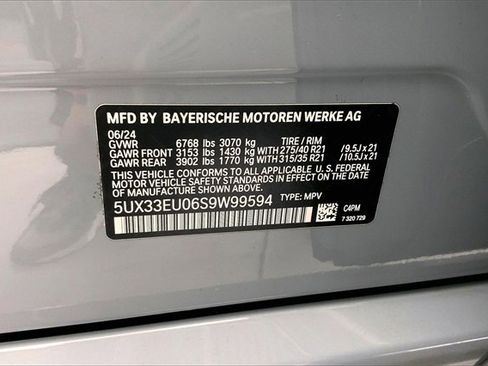 MFD BY BAYERISCHE MOTOREN WERKE AG
06/24
GVWR 6768 lbs 3070 kg TIRE / RIM
GAWR FRONT 3153 lbs 1430 kg WITH 275/40 R21 /9.5J x 21
GAWR REAR 3902 lbs 1770 kg WITH 315/35 R21 /10.5J x 21
THIS VEHICLE CONFORMS TO ALL APPLICABLE U.S. FEDERAL
MOTOR VEHICLE SAFETY STANDARDS IN EFFECT ON THE DATE
OF MANUFACTURE SHOWN ABOVE.
5UX33EU06S9W99594 TYPE: MPV
C4PM
7 320 729